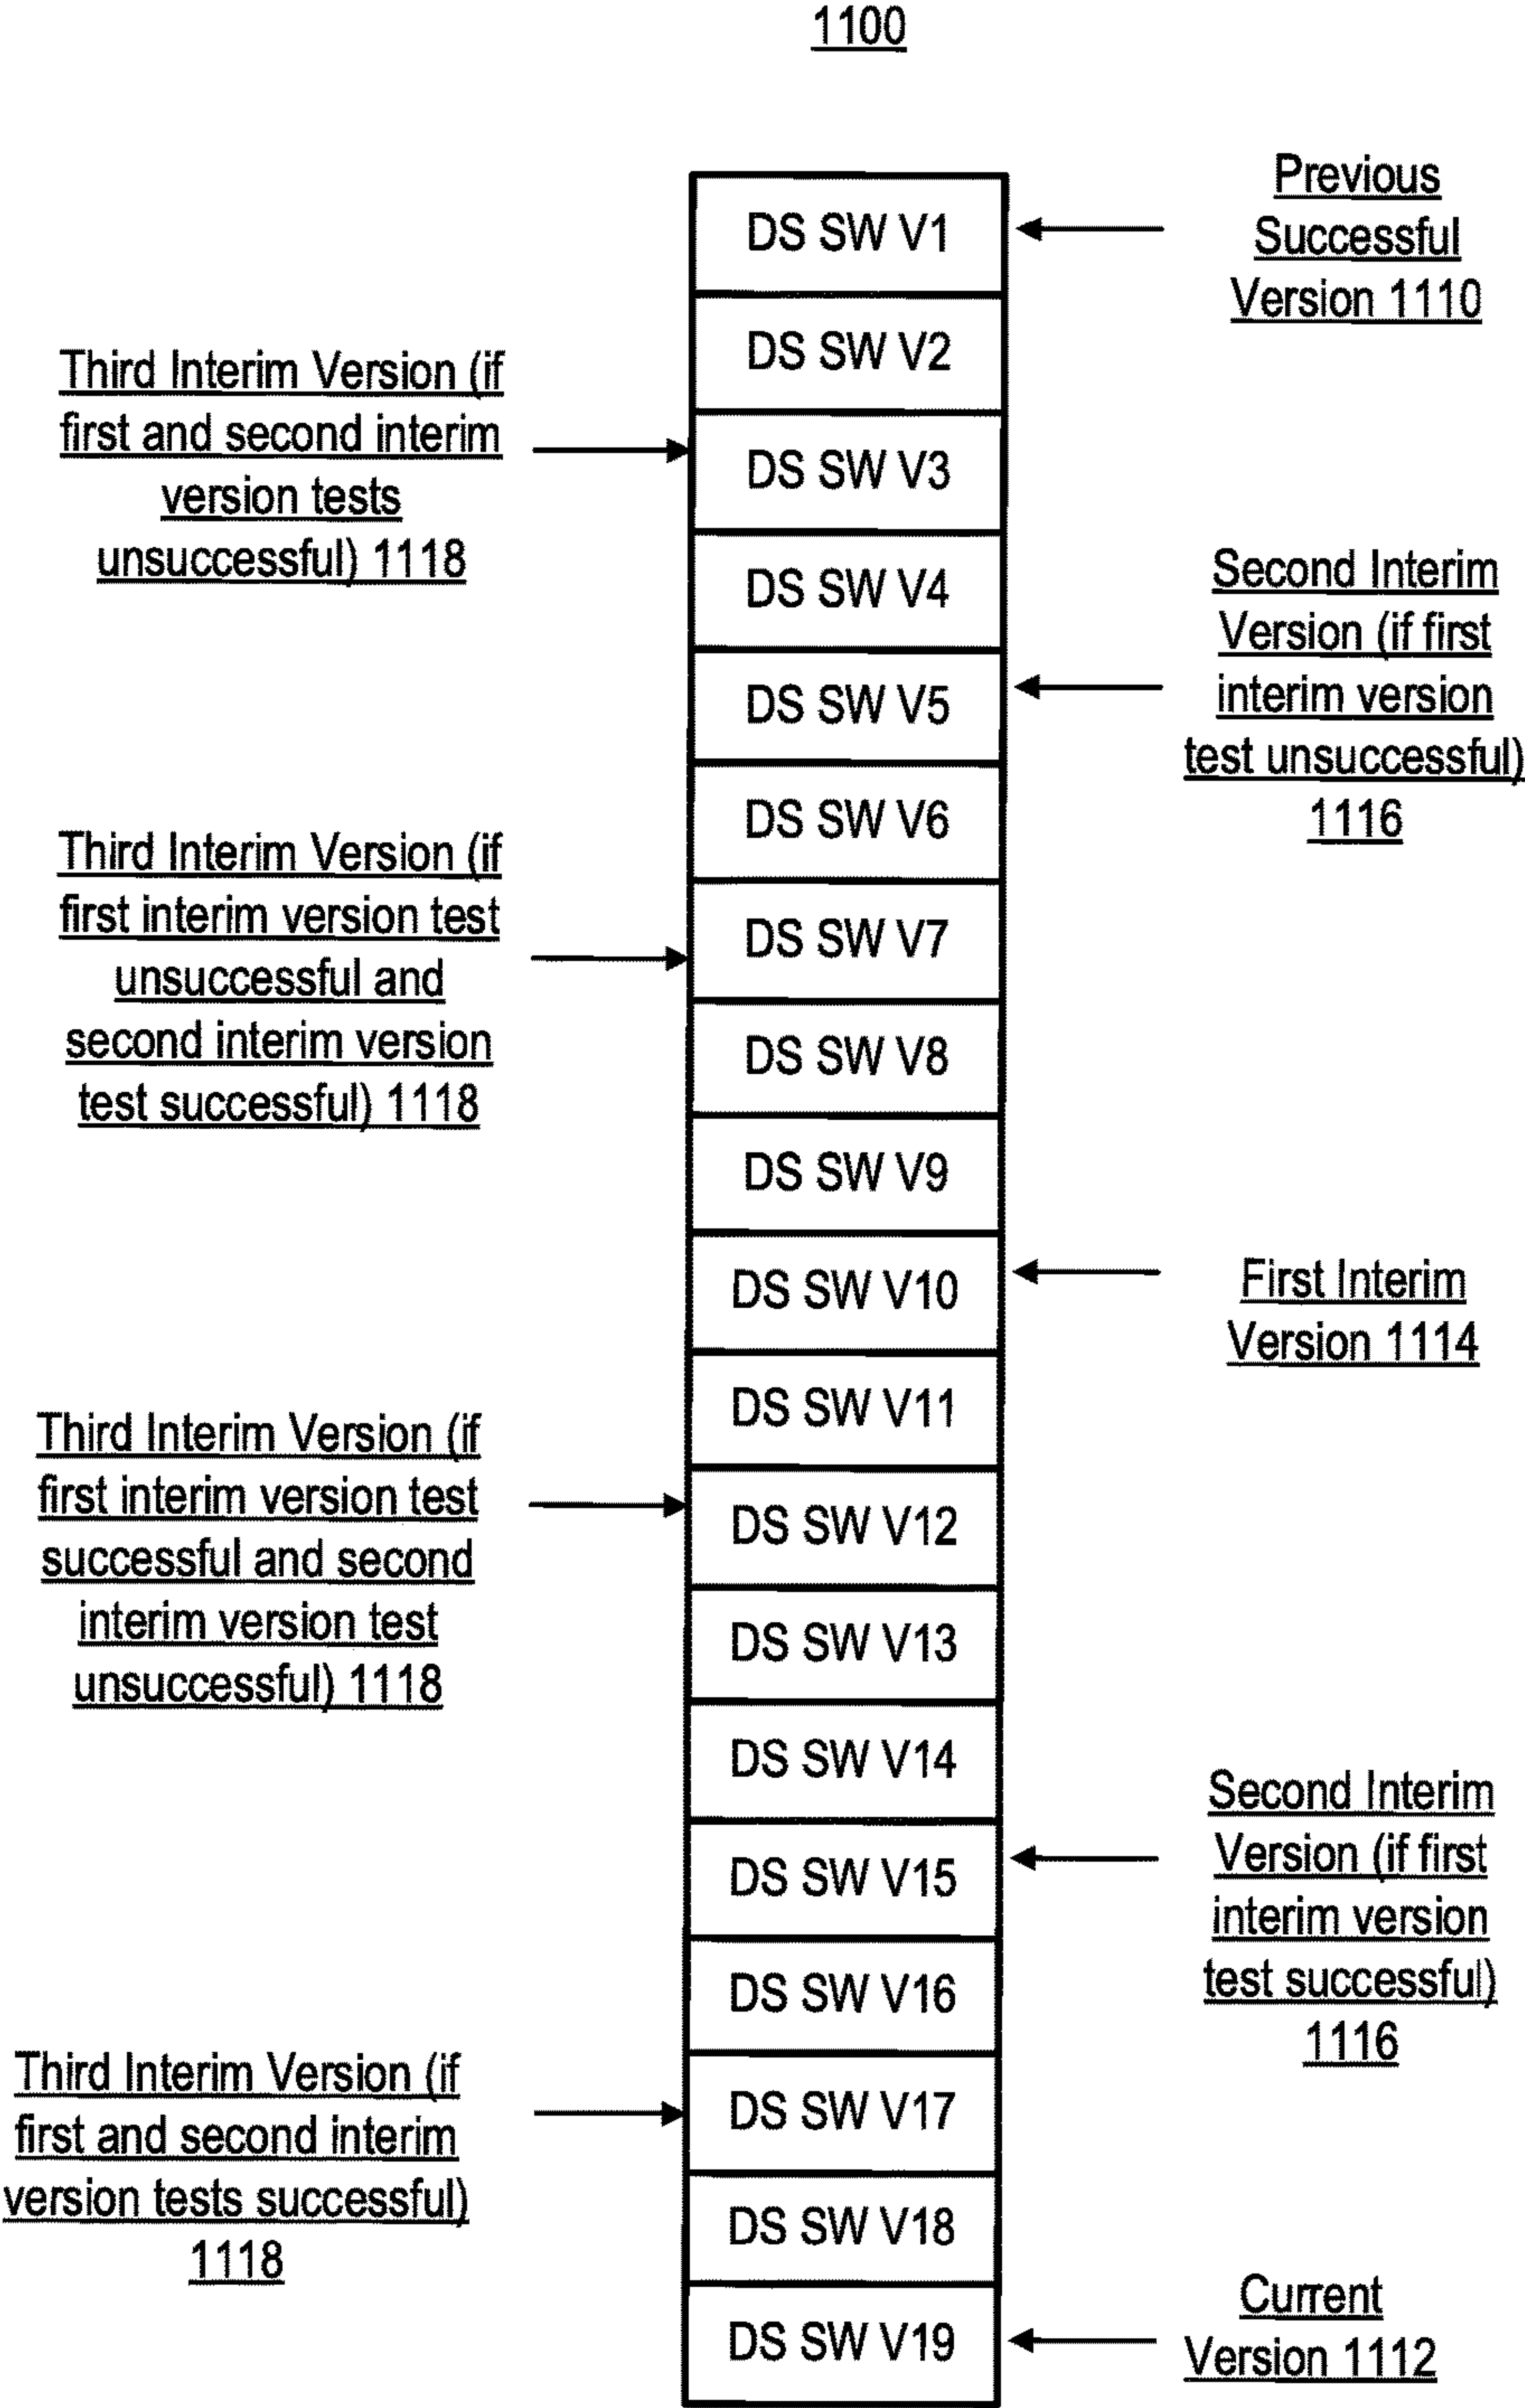 1100
Previous
Successful
Version 1110
DS SW V1
DS SW V2
Third Interim Version (if
first and second interim
version tests
unsuccessful) 1118
DS SW V3
DS SW V4
Second Interim
Version (if first
interim version
test unsuccessful)
1116
DS SW V5
DS SW V6
Third Interim Version (if
first interim version test
unsuccessful and
second interim version
test successful) 1118
DS SW V7
DS SW V8
DS SW V9
DS SW V10
First Interim
Version 1114
DS SW V11
Third Interim Version (if
first interim version test
successful and second
interim version test
unsuccessful) 1118
DS SW V12
DS SW V13
DS SW V14
Second Interim
Version (if first
interim version
test successful)
1116
DS SW V15
DS SW V16
Third Interim Version (if
first and second interim
version tests successful)
1118
DS SW V17
DS SW V18
DS SW V19
Current
Version 1112